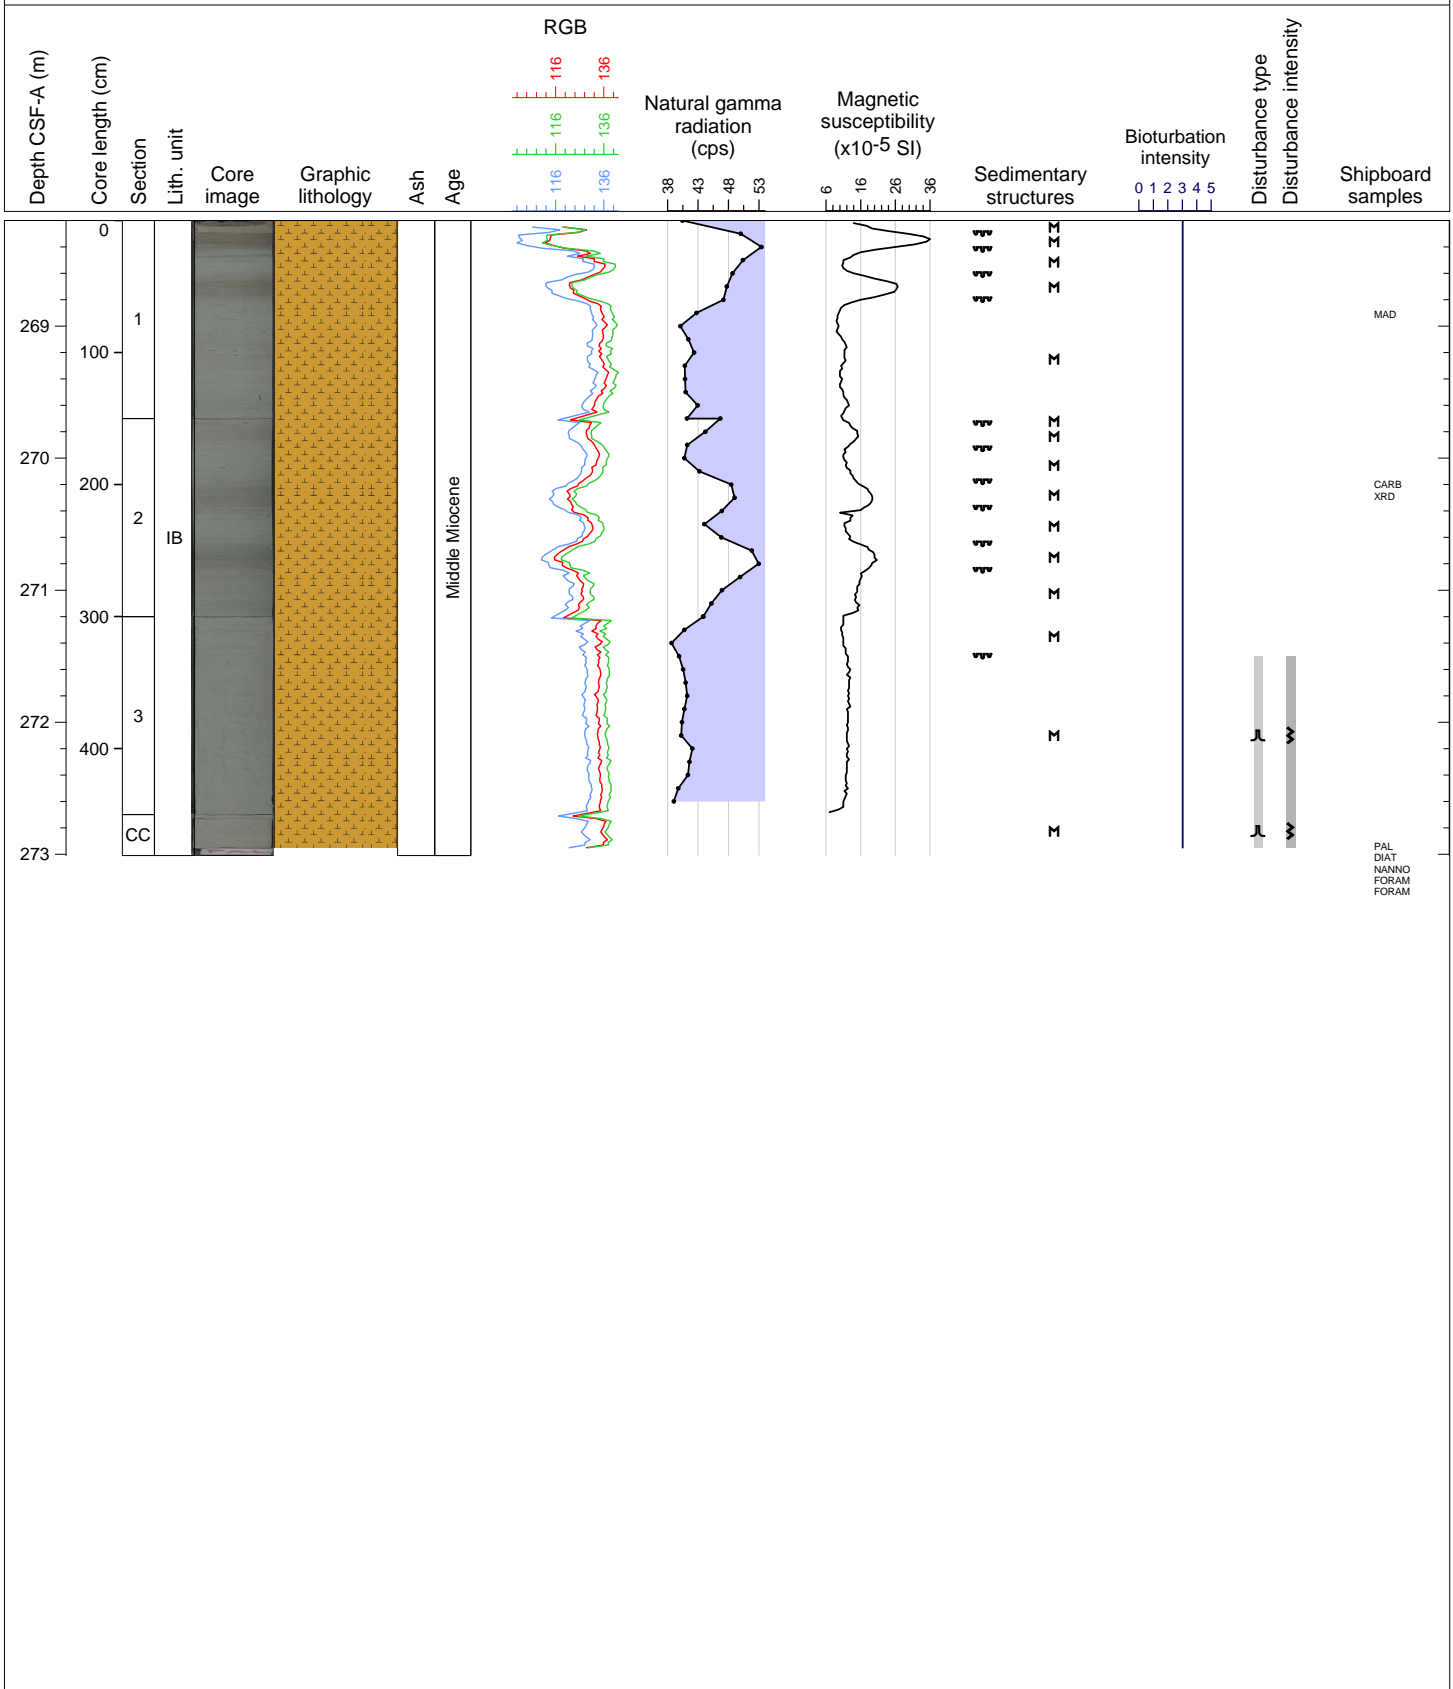 RGB
116 136
116 136
116 136
Depth CSF-A (m)
Core length (cm)
Section
Lith. unit
Core
image
Graphic
lithology
Ash
Age
Natural gamma
radiation
(cps)
38 43 48 53
Magnetic
susceptibility
(x10-5 SI)
6 16 26 36
Sedimentary
structures
Bioturbation
intensity
0 1 2 3 4 5
Disturbance type
Disturbance intensity
Shipboard
samples
0
269
1
MAD
100
270
200
CARB
XRD
2
IB
Middle Miocene
271
300
3
272
400
CC
273
PAL
DIAT
NANNO
FORAM
FORAM